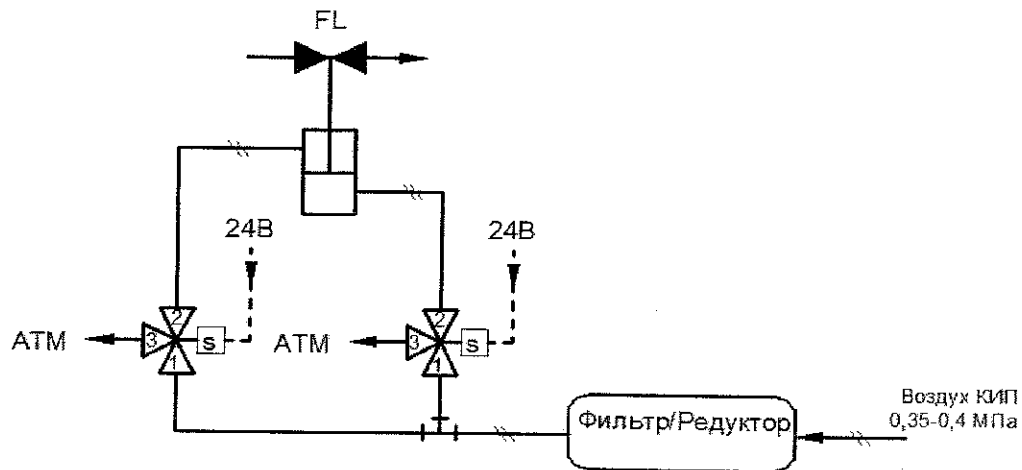 FL
24В
24В
2
2
АТМ
3
s
АТМ
3
s
1
1
Фильтр/Редуктор
Воздух КИП
0,35-0,4 МПа